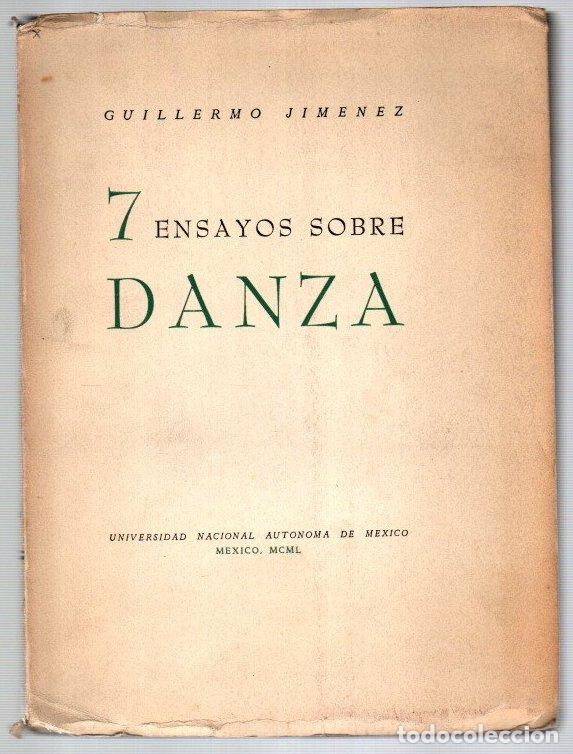 GUILLERMO JIMENEZ
7 ENSAYOS SOBRE
DANZA
UNIVERSIDAD NACIONAL AUTONOMA DE MEXICO
MEXICO, MCML
todocoleccion